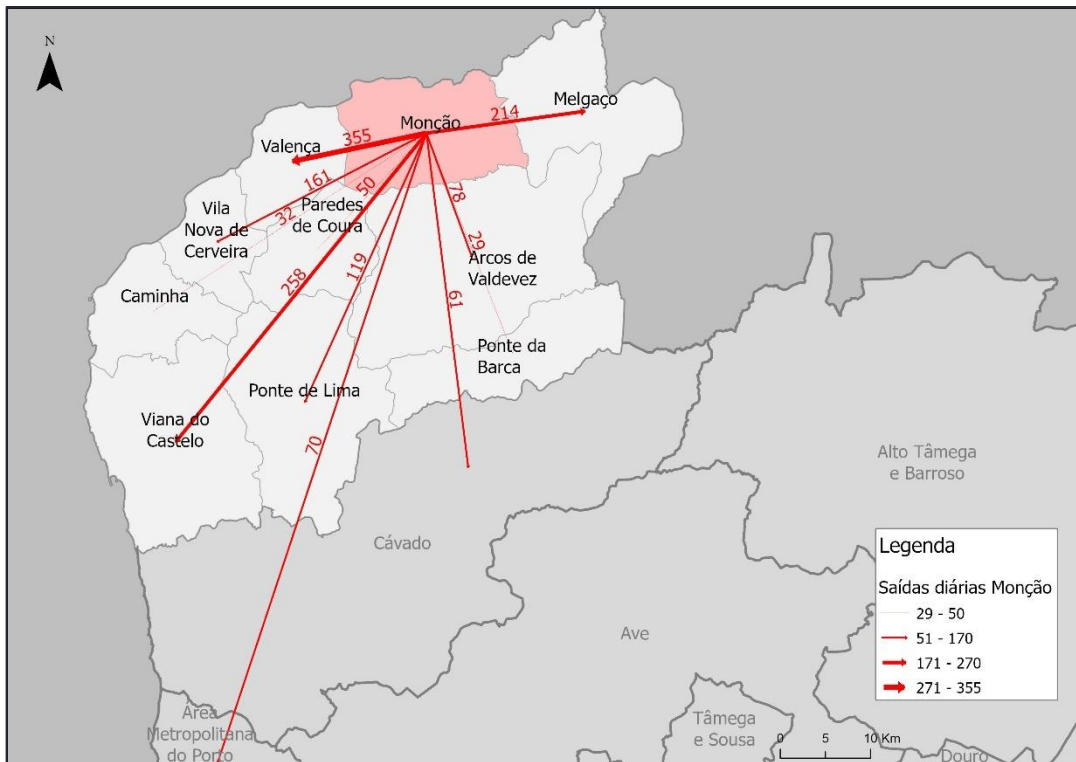 N
Melgaço
214
Monção
355
Valença
161
50
78
Vila
Nova de
Cerveira
32
Paredes
de Coura
29
Arcos de
Valdevez
119
258
61
Caminha
Ponte da
Barca
Ponte de Lima
Viana do
Castelo
70
Alto Tâmega
e Barroso
Cávado
Ave
Legenda
Saídas diárias Monção
29 - 50
51 - 170
171 - 270
271 - 355
Área
Metropolitana
do Porto
Tâmega
e Sousa
0 5 10 Km
Douro